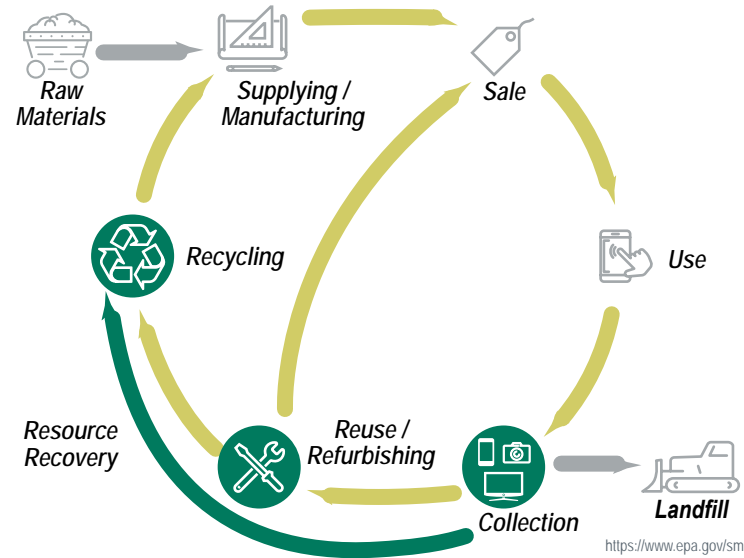 Raw
Materials
Supplying /
Manufacturing
Sale
Recycling
Use
Resource
Recovery
Reuse /
Refurbishing
Collection
Landfill
https://www.epa.gov/sm